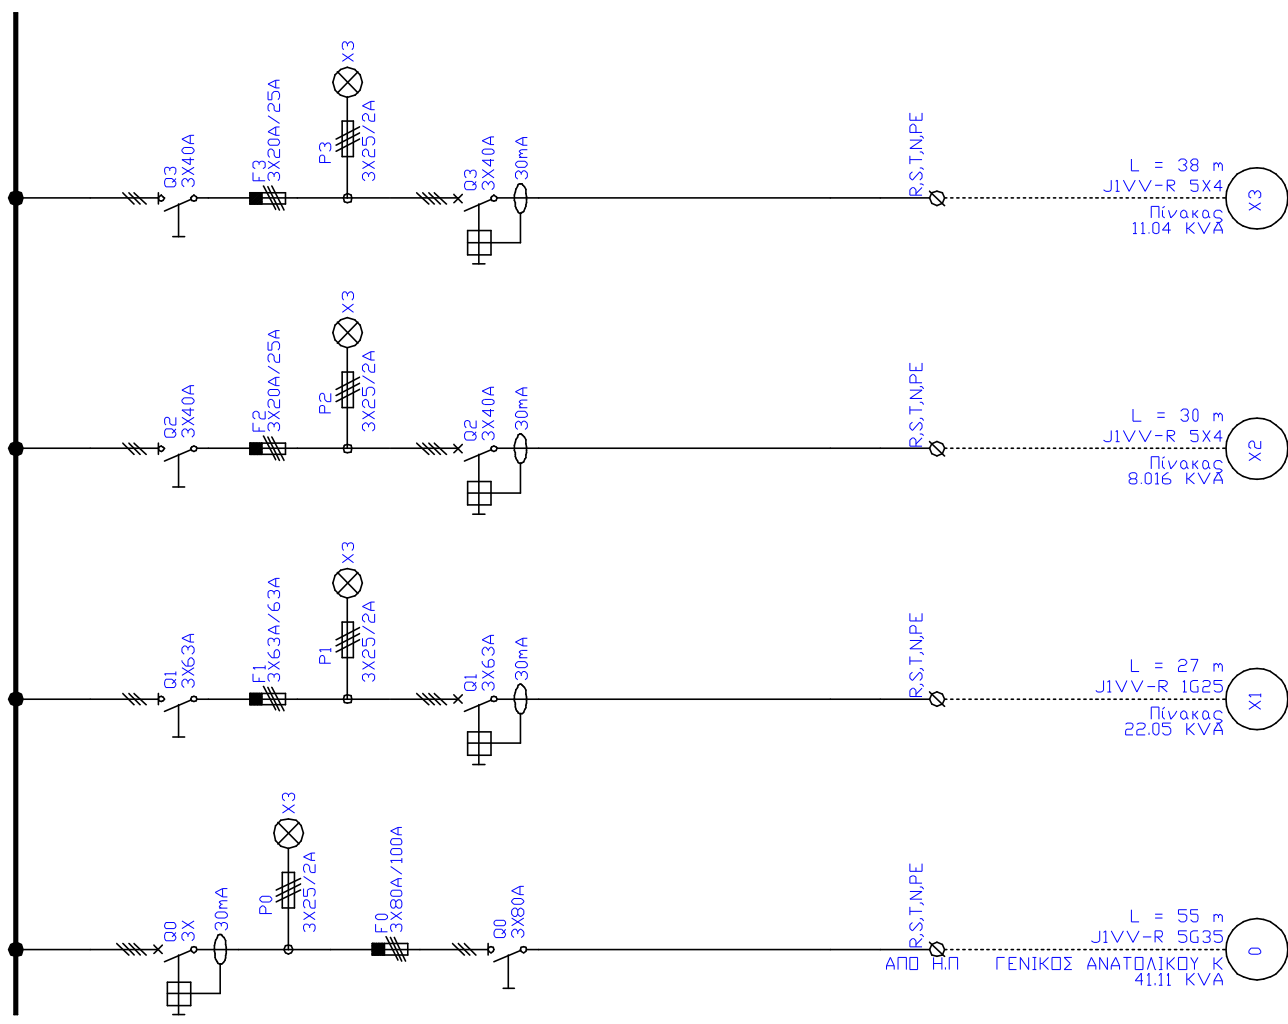 X3
Q3
3X40A
F3
3X20A/25A
P3
3X25/2A
Q3
3X40A
30mA
R,S,T,N,PE
L = 38 m
J1VV-R 5X4
Πίνακας
11.04 KVA
X3
X3
Q2
3X40A
F2
3X20A/25A
P2
3X25/2A
Q2
3X40A
30mA
R,S,T,N,PE
L = 30 m
J1VV-R 5X4
Πίνακας
8.016 KVA
X2
X3
Q1
3X63A
F1
3X63A/63A
P1
3X25/2A
Q1
3X63A
30mA
R,S,T,N,PE
L = 27 m
J1VV-R 1G25
Πίνακας
22.05 KVA
X1
X3
Q0
3X
30mA
P0
3X25/2A
F0
3X80A/100A
Q0
3X80A
R,S,T,N,PE
L = 55 m
J1VV-R 5G35
ΑΠΟ Η.Π ΓΕΝΙΚΟΣ ΑΝΑΤΟΛΙΚΟΥ Κ
41.11 KVA
0